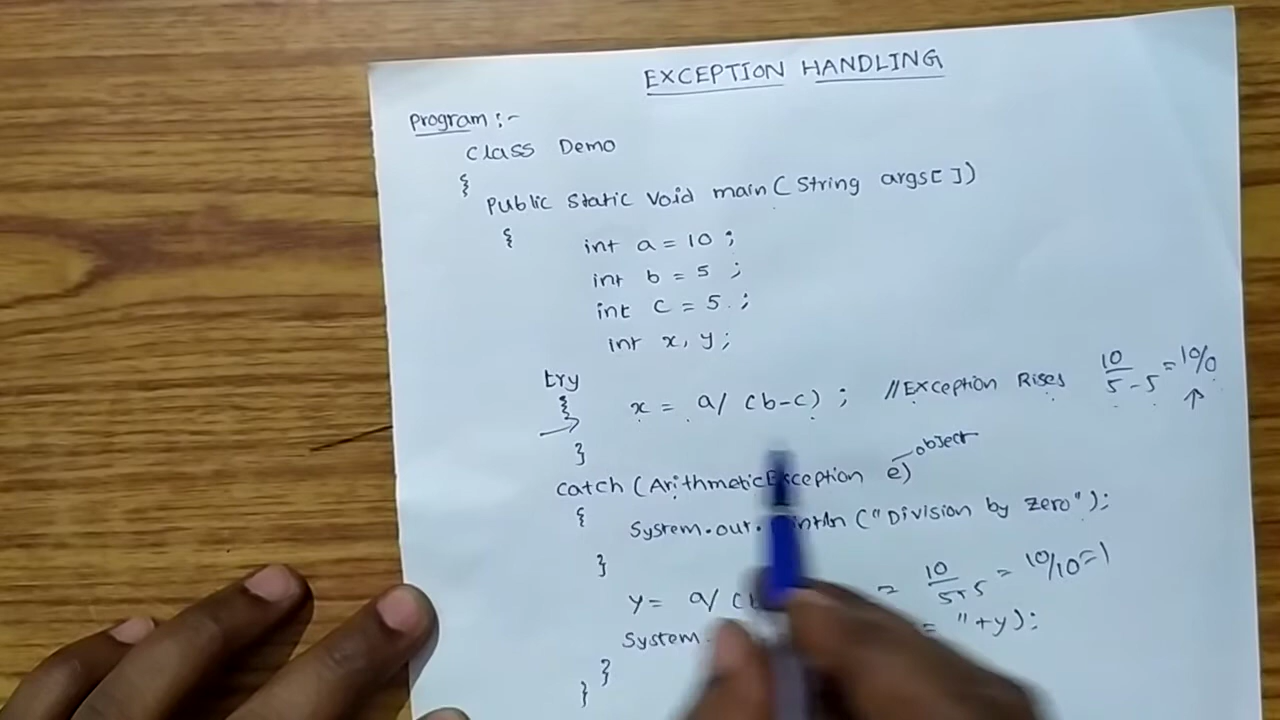 EXCEPTION HANDLING
Program :-
Class Demo
{
Public Static Void main ( String args[ ])
{
int a = 10 ;
int b = 5 ;
int c = 5 ;
int x, y ;
try
{
x = a/ (b-c) ; //Exception Rises 10/5-5 = 10/0
}
catch (ArithmeticException e) object
{
System.out. ("Division by zero");
}
y = a/ ( = 10/5+5 = 10/10 = 1
System. = "+y);
}
}